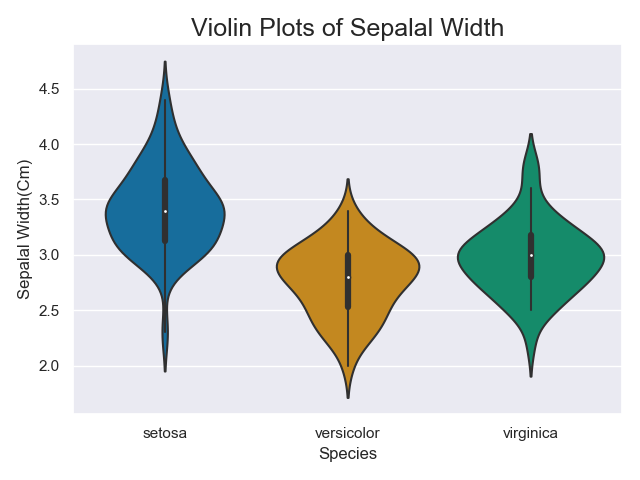 Violin Plots of Sepalal Width
Sepalal Width(Cm)
4.5
4.0
3.5
3.0
2.5
2.0
setosa versicolor virginica
Species